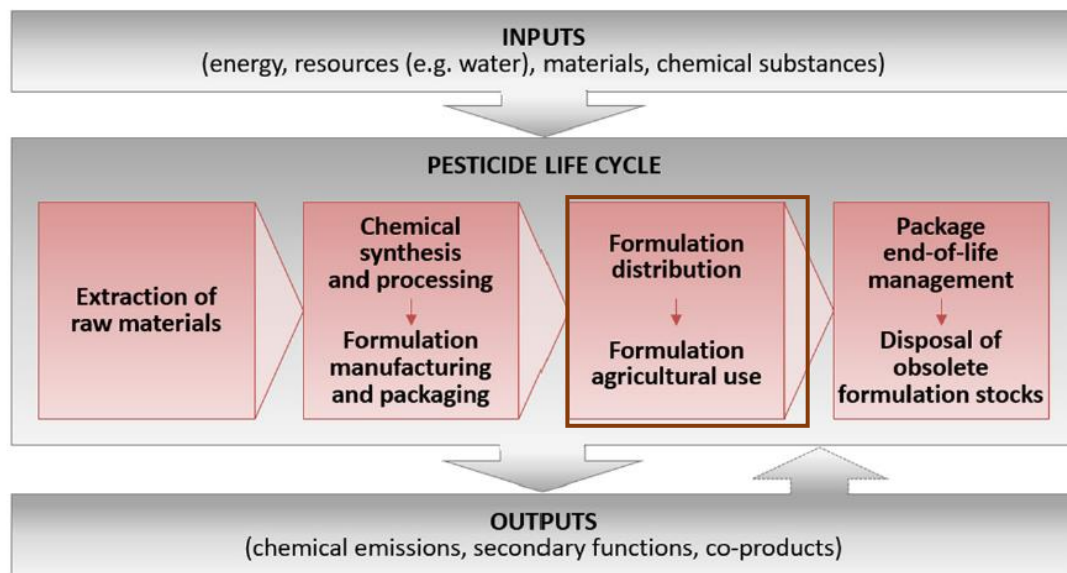 INPUTS
(energy, resources (e.g. water), materials, chemical substances)
PESTICIDE LIFE CYCLE
Extraction of
raw materials
Chemical
synthesis
and processing
Formulation
manufacturing
and packaging
Formulation
distribution
Formulation
agricultural use
Package
end-of-life
management
Disposal of
obsolete
formulation stocks
OUTPUTS
(chemical emissions, secondary functions, co-products)